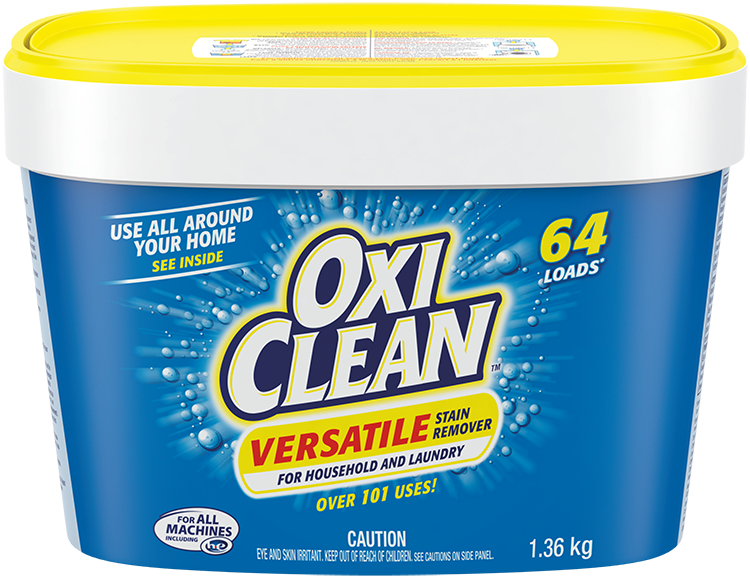 USE ALL AROUND
YOUR HOME
SEE INSIDE
64
LOADS*
OXI
CLEAN™
VERSATILE STAIN REMOVER
FOR HOUSEHOLD AND LAUNDRY
OVER 101 USES!
FOR ALL
MACHINES
INCLUDING he
CAUTION
EYE AND SKIN IRRITANT. KEEP OUT OF REACH OF CHILDREN. SEE CAUTIONS ON SIDE PANEL.
1.36 kg